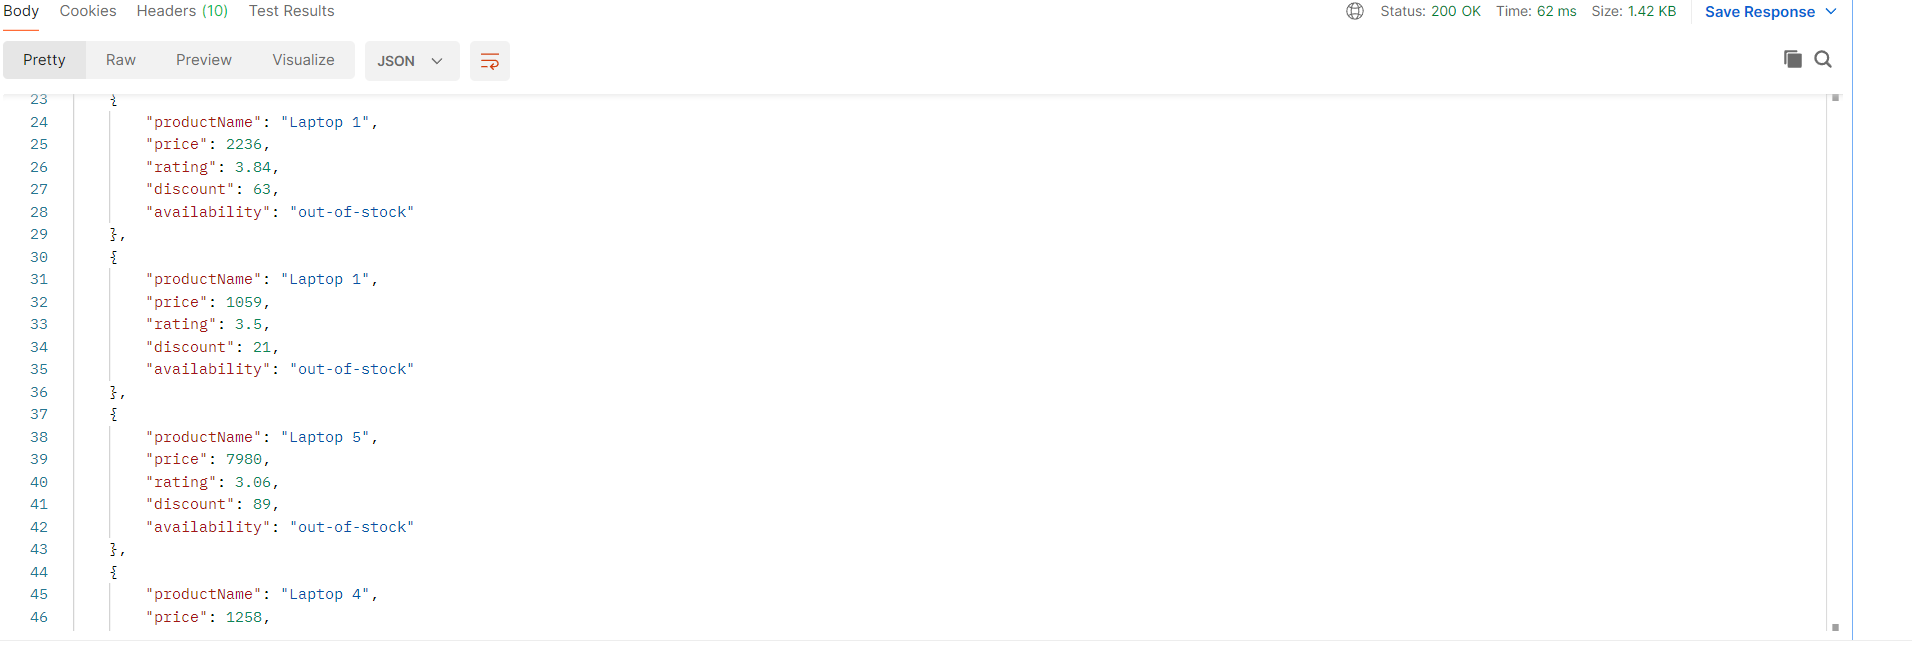 Body Cookies Headers (10) Test Results Status: 200 OK Time: 62 ms Size: 1.42 KB Save Response
Pretty Raw Preview Visualize JSON
23 {
24 "productName": "Laptop 1",
25 "price": 2236,
26 "rating": 3.84,
27 "discount": 63,
28 "availability": "out-of-stock"
29 },
30 {
31 "productName": "Laptop 1",
32 "price": 1059,
33 "rating": 3.5,
34 "discount": 21,
35 "availability": "out-of-stock"
36 },
37 {
38 "productName": "Laptop 5",
39 "price": 7980,
40 "rating": 3.06,
41 "discount": 89,
42 "availability": "out-of-stock"
43 },
44 {
45 "productName": "Laptop 4",
46 "price": 1258,